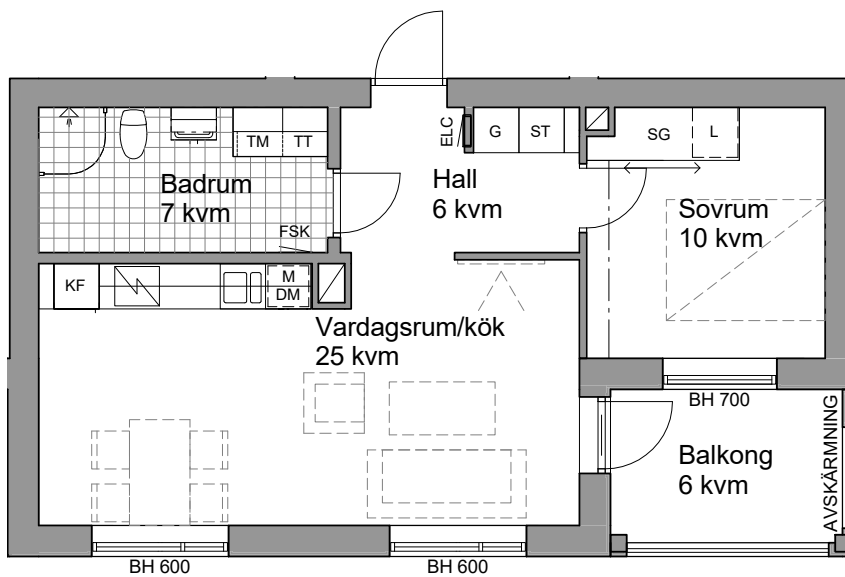 TM
TT
ELC
G
ST
SG
L
Badrum
7 kvm
Hall
6 kvm
Sovrum
10 kvm
FSK
KF
M
DM
Vardagsrum/kök
25 kvm
BH 700
AVSKÄRMNING
Balkong
6 kvm
BH 600
BH 600